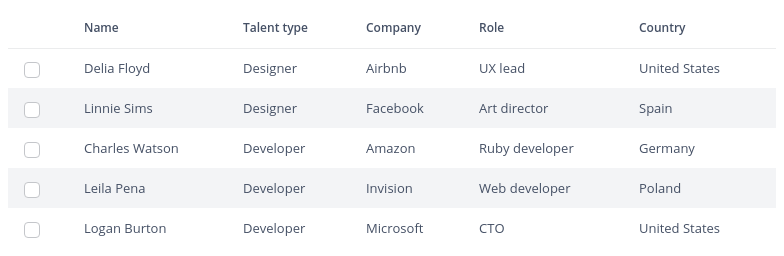 Name Talent type Company Role Country
Delia Floyd Designer Airbnb UX lead United States
Linnie Sims Designer Facebook Art director Spain
Charles Watson Developer Amazon Ruby developer Germany
Leila Pena Developer Invision Web developer Poland
Logan Burton Developer Microsoft CTO United States